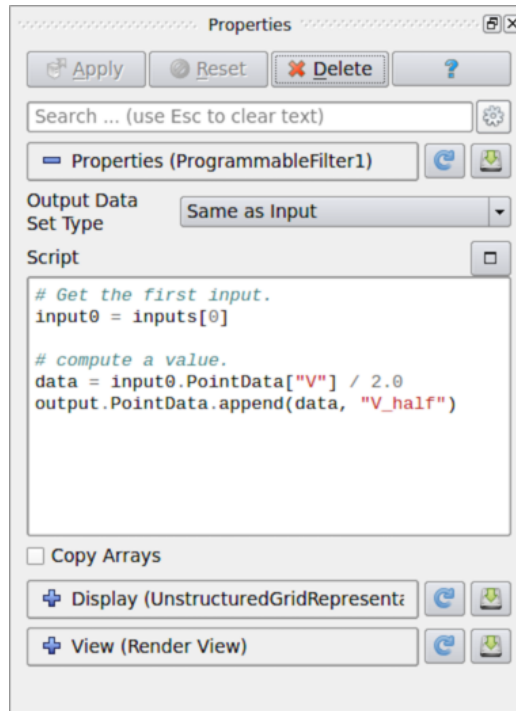 Properties
Apply
Reset
Delete
?
Search ... (use Esc to clear text)
Properties (ProgrammableFilter1)
Output Data
Set Type
Same as Input
Script
# Get the first input.
input0 = inputs[0]
# compute a value.
data = input0.PointData["V"] / 2.0
output.PointData.append(data, "V_half")
Copy Arrays
Display (UnstructuredGridRepresenta
View (Render View)